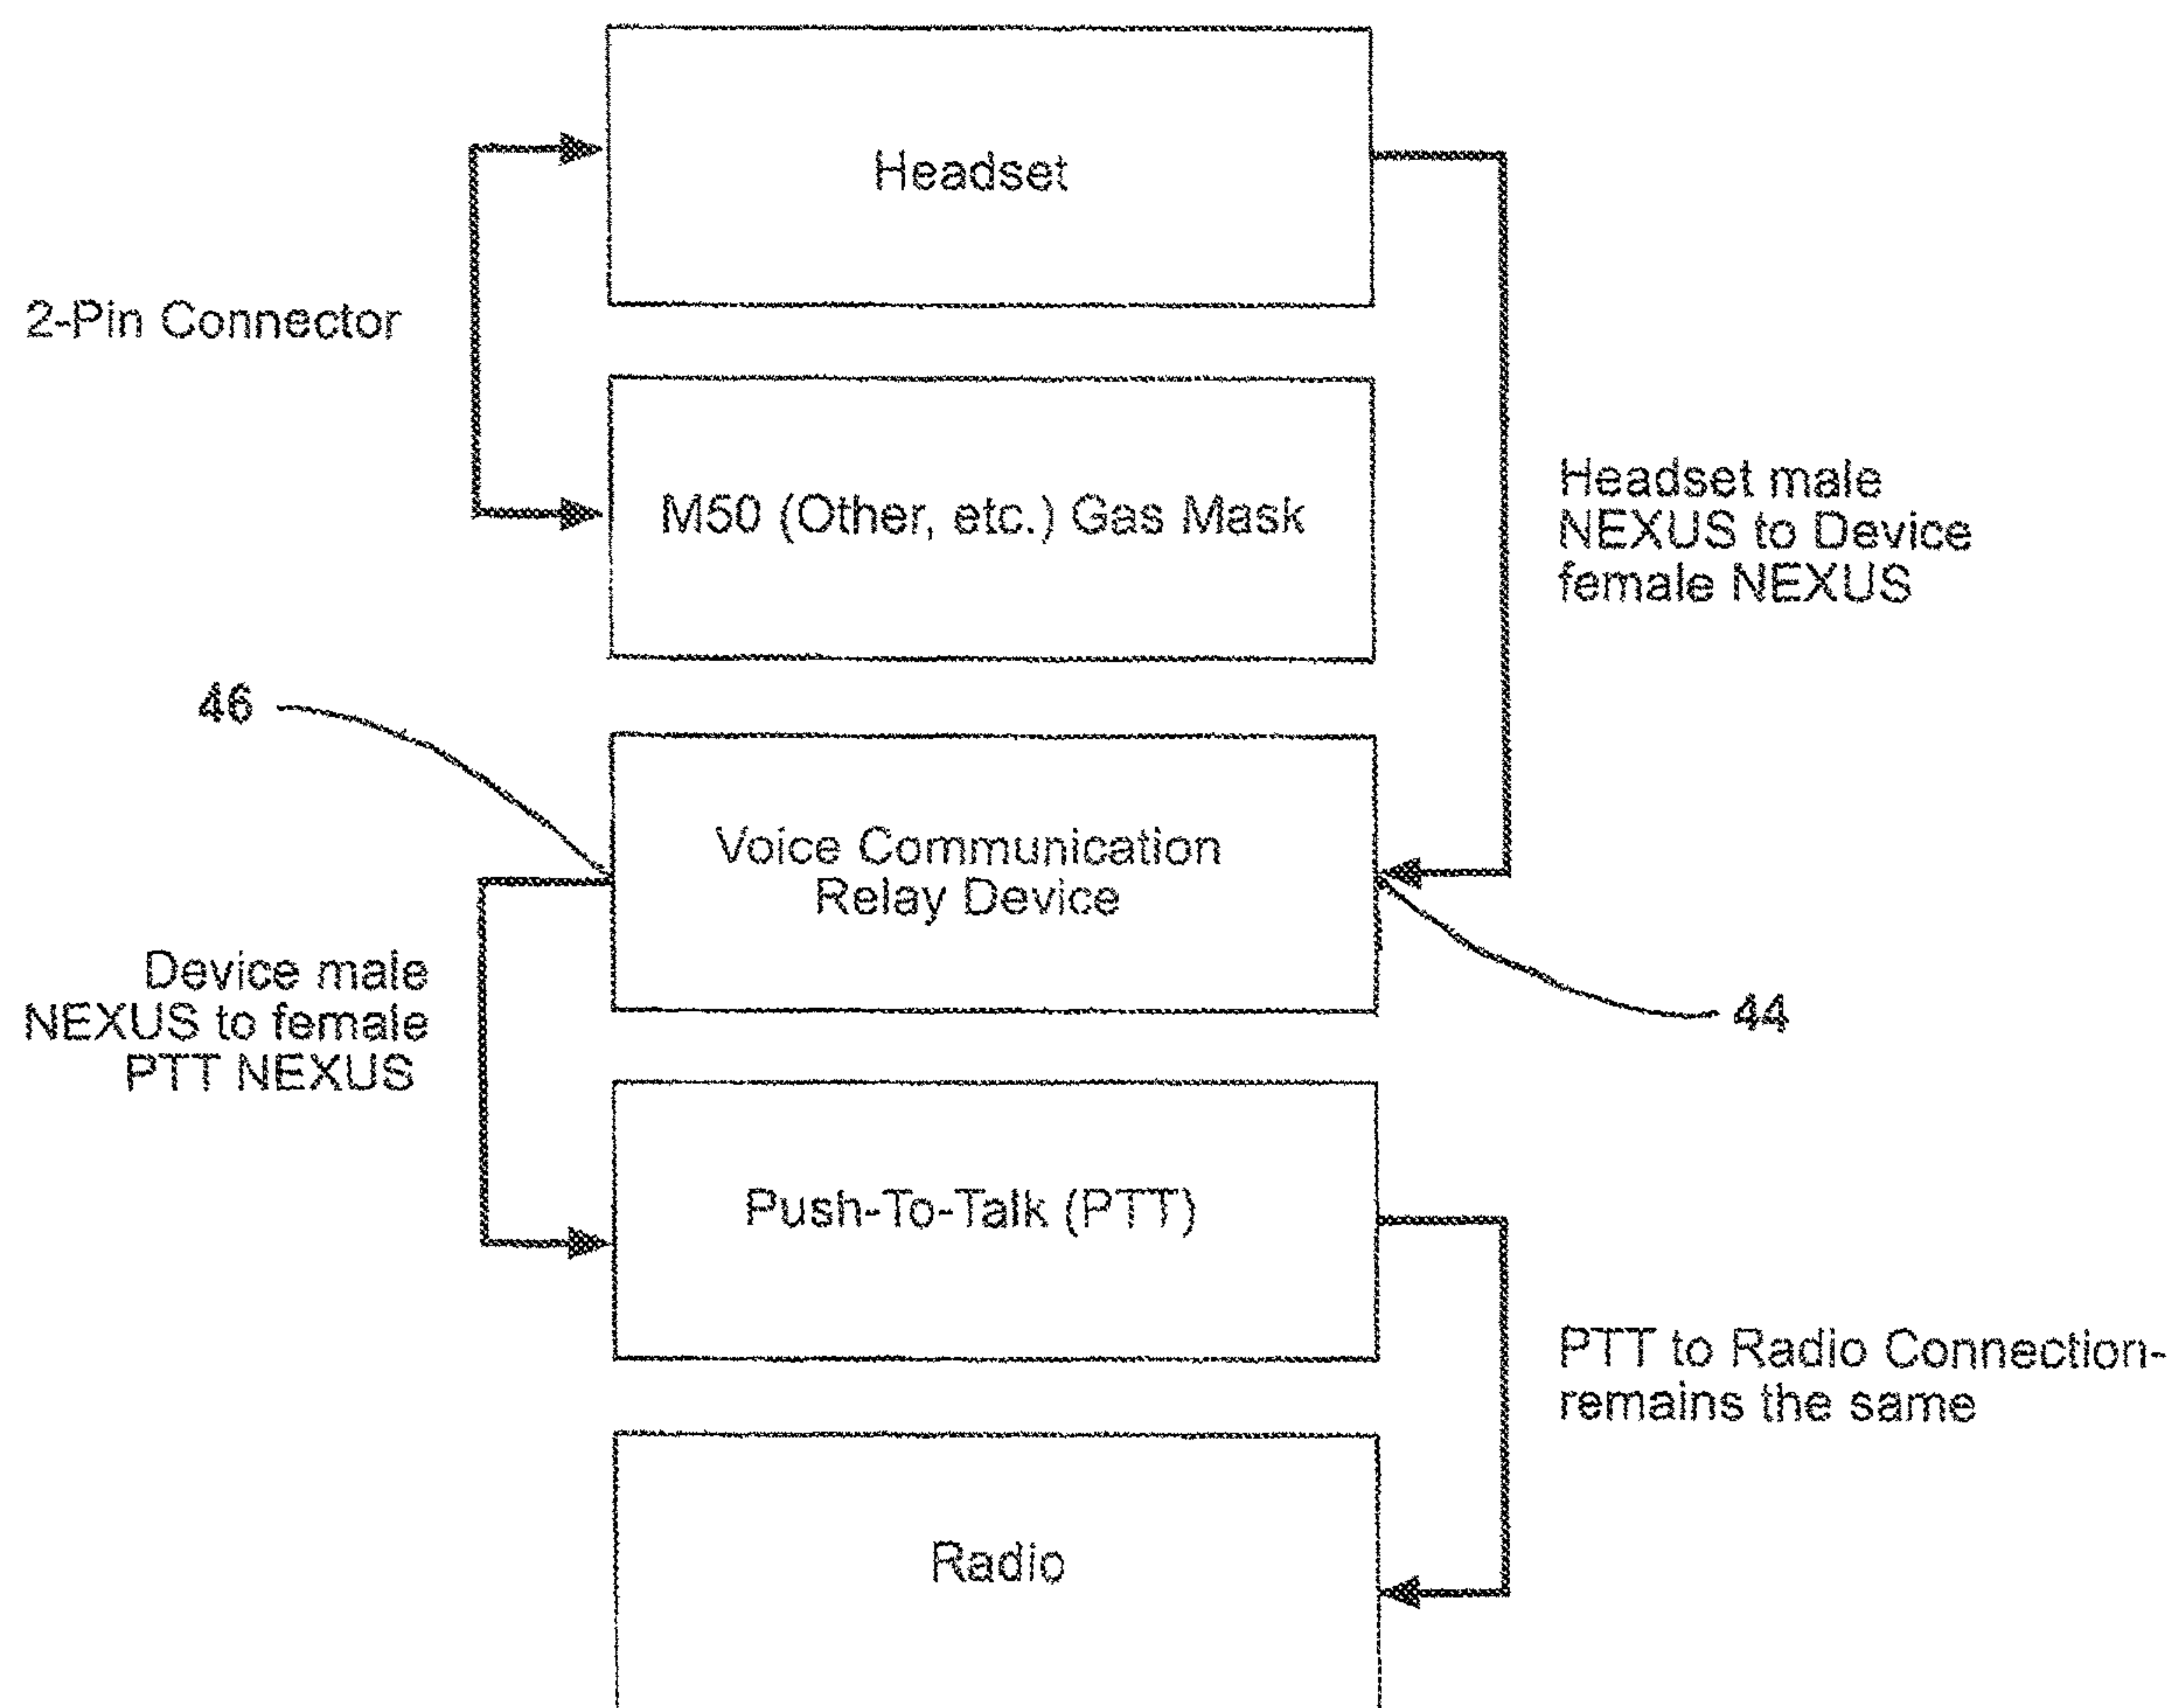 Headset
2-Pin Connector
M50 (Other, etc.) Gas Mask
Headset male
NEXUS to Device
female NEXUS
46
Voice Communication
Relay Device
44
Device male
NEXUS to female
PTT NEXUS
Push-To-Talk (PTT)
PTT to Radio Connection-
remains the same
Radio